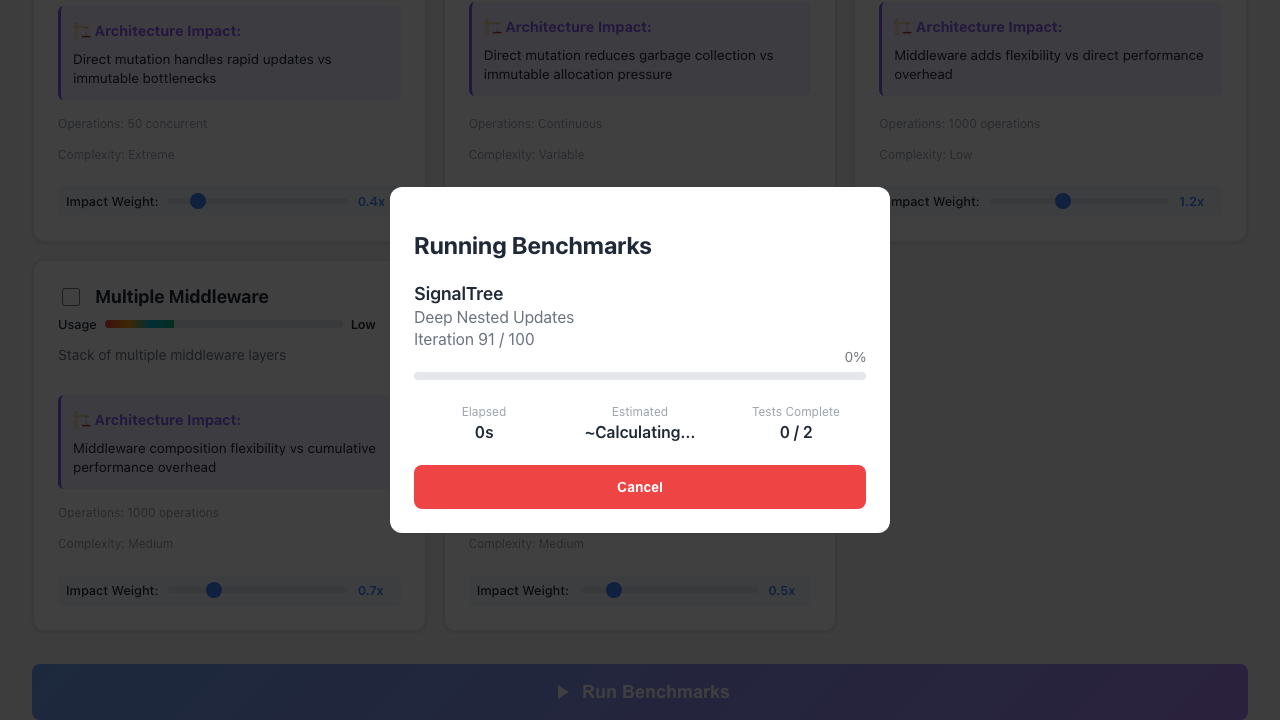 Architecture Impact:
Direct mutation handles rapid updates vs
immutable bottlenecks
Operations: 50 concurrent
Complexity: Extreme
Impact Weight:
0.4x
Architecture Impact:
Direct mutation reduces garbage collection vs
immutable allocation pressure
Operations: Continuous
Complexity: Variable
Architecture Impact:
Middleware adds flexibility vs direct performance
overhead
Operations: 1000 operations
Complexity: Low
Impact Weight:
1.2x
Running Benchmarks
SignalTree
Deep Nested Updates
Iteration 91 / 100
0%
Elapsed
0s
Estimated
~Calculating...
Tests Complete
0 / 2
Cancel
Multiple Middleware
Usage
Low
Stack of multiple middleware layers
Architecture Impact:
Middleware composition flexibility vs cumulative
performance overhead
Operations: 1000 operations
Complexity: Medium
Impact Weight:
0.7x
Complexity: Medium
Impact Weight:
0.5x
Run Benchmarks